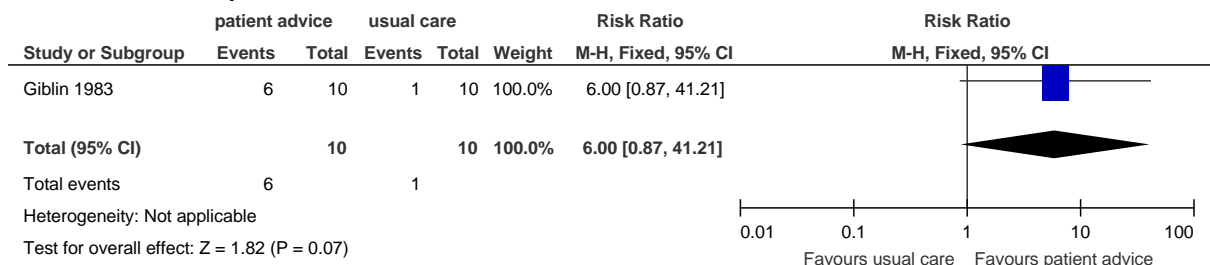 patient advice usual care Risk Ratio Risk Ratio
Study or Subgroup Events Total Events Total Weight M-H, Fixed, 95% CI M-H, Fixed, 95% CI
Giblin 1983 6 10 1 10 100.0% 6.00 [0.87, 41.21]
Total (95% CI) 10 10 100.0% 6.00 [0.87, 41.21]
Total events 6 1
Heterogeneity: Not applicable
Test for overall effect: Z = 1.82 (P = 0.07)
0.01 0.1 1 10 100
Favours usual care Favours patient advice